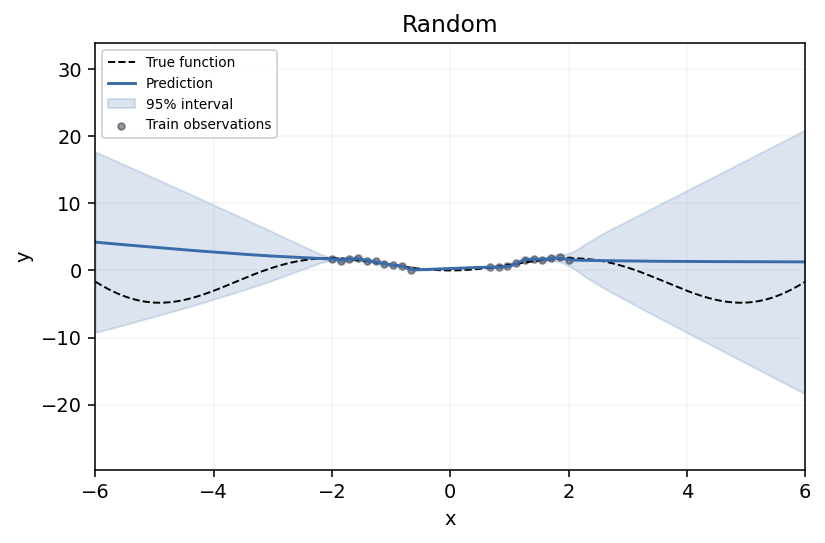 Random
True function
Prediction
95% interval
Train observations
30
20
10
0
−10
−20
y
−6
−4
−2
0
2
4
6
x